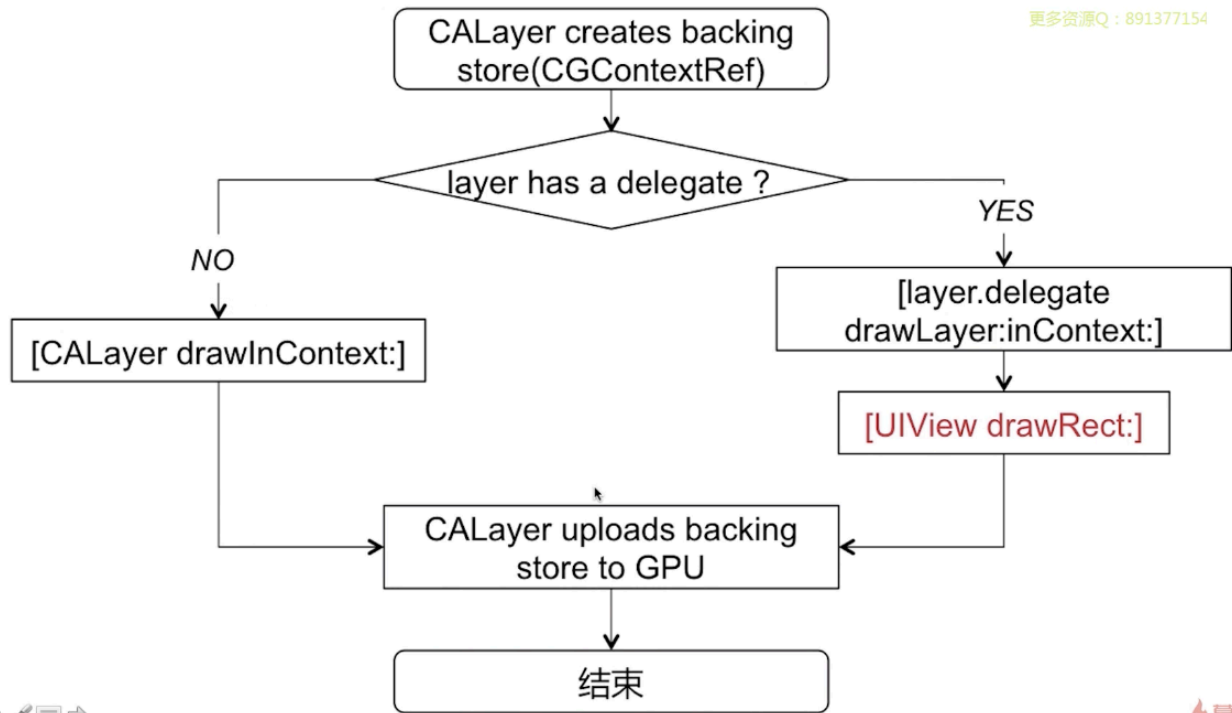 更多资源Q：891377154
CALayer creates backing
store(CGContextRef)
layer has a delegate ?
YES
NO
[layer.delegate
drawLayer:inContext:]
[CALayer drawInContext:]
[UIView drawRect:]
CALayer uploads backing
store to GPU
结束